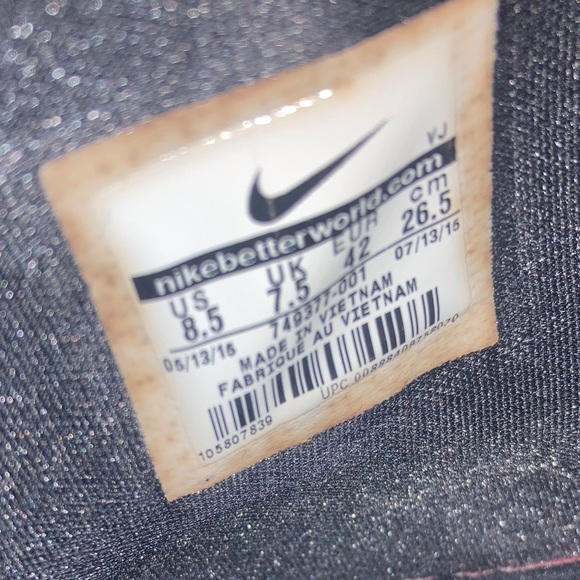 VJ
nikebetterworld.com
US UK EUR cm
8.5 7.5 42 26.5
05/13/15 749377-001 07/13/15
MADE IN VIETNAM
FABRIQUE AU VIETNAM
105807839 UPC